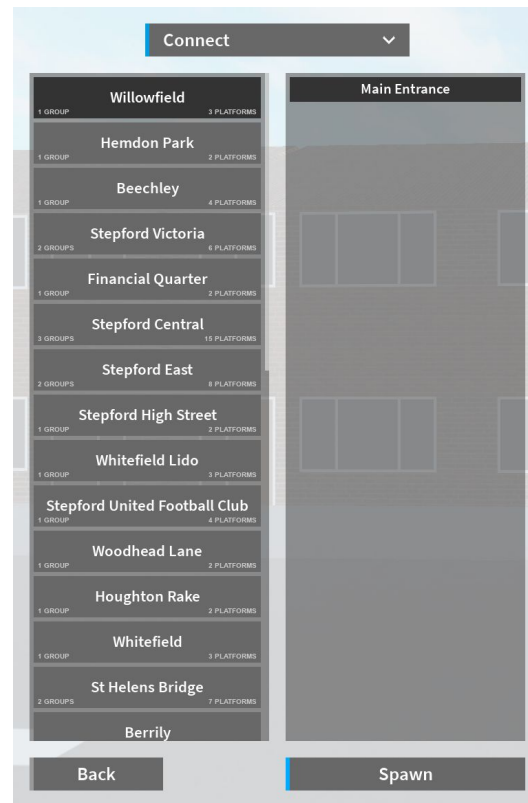 Connect
Willowfield
1 GROUP 3 PLATFORMS
Hemdon Park
1 GROUP 2 PLATFORMS
Beechley
1 GROUP 4 PLATFORMS
Stepford Victoria
2 GROUPS 6 PLATFORMS
Financial Quarter
1 GROUP 2 PLATFORMS
Stepford Central
3 GROUPS 15 PLATFORMS
Stepford East
2 GROUPS 8 PLATFORMS
Stepford High Street
1 GROUP 2 PLATFORMS
Whitefield Lido
1 GROUP 3 PLATFORMS
Stepford United Football Club
1 GROUP 4 PLATFORMS
Woodhead Lane
1 GROUP 2 PLATFORMS
Houghton Rake
1 GROUP 2 PLATFORMS
Whitefield
1 GROUP 3 PLATFORMS
St Helens Bridge
2 GROUPS 7 PLATFORMS
Berrily
Main Entrance
Back
Spawn